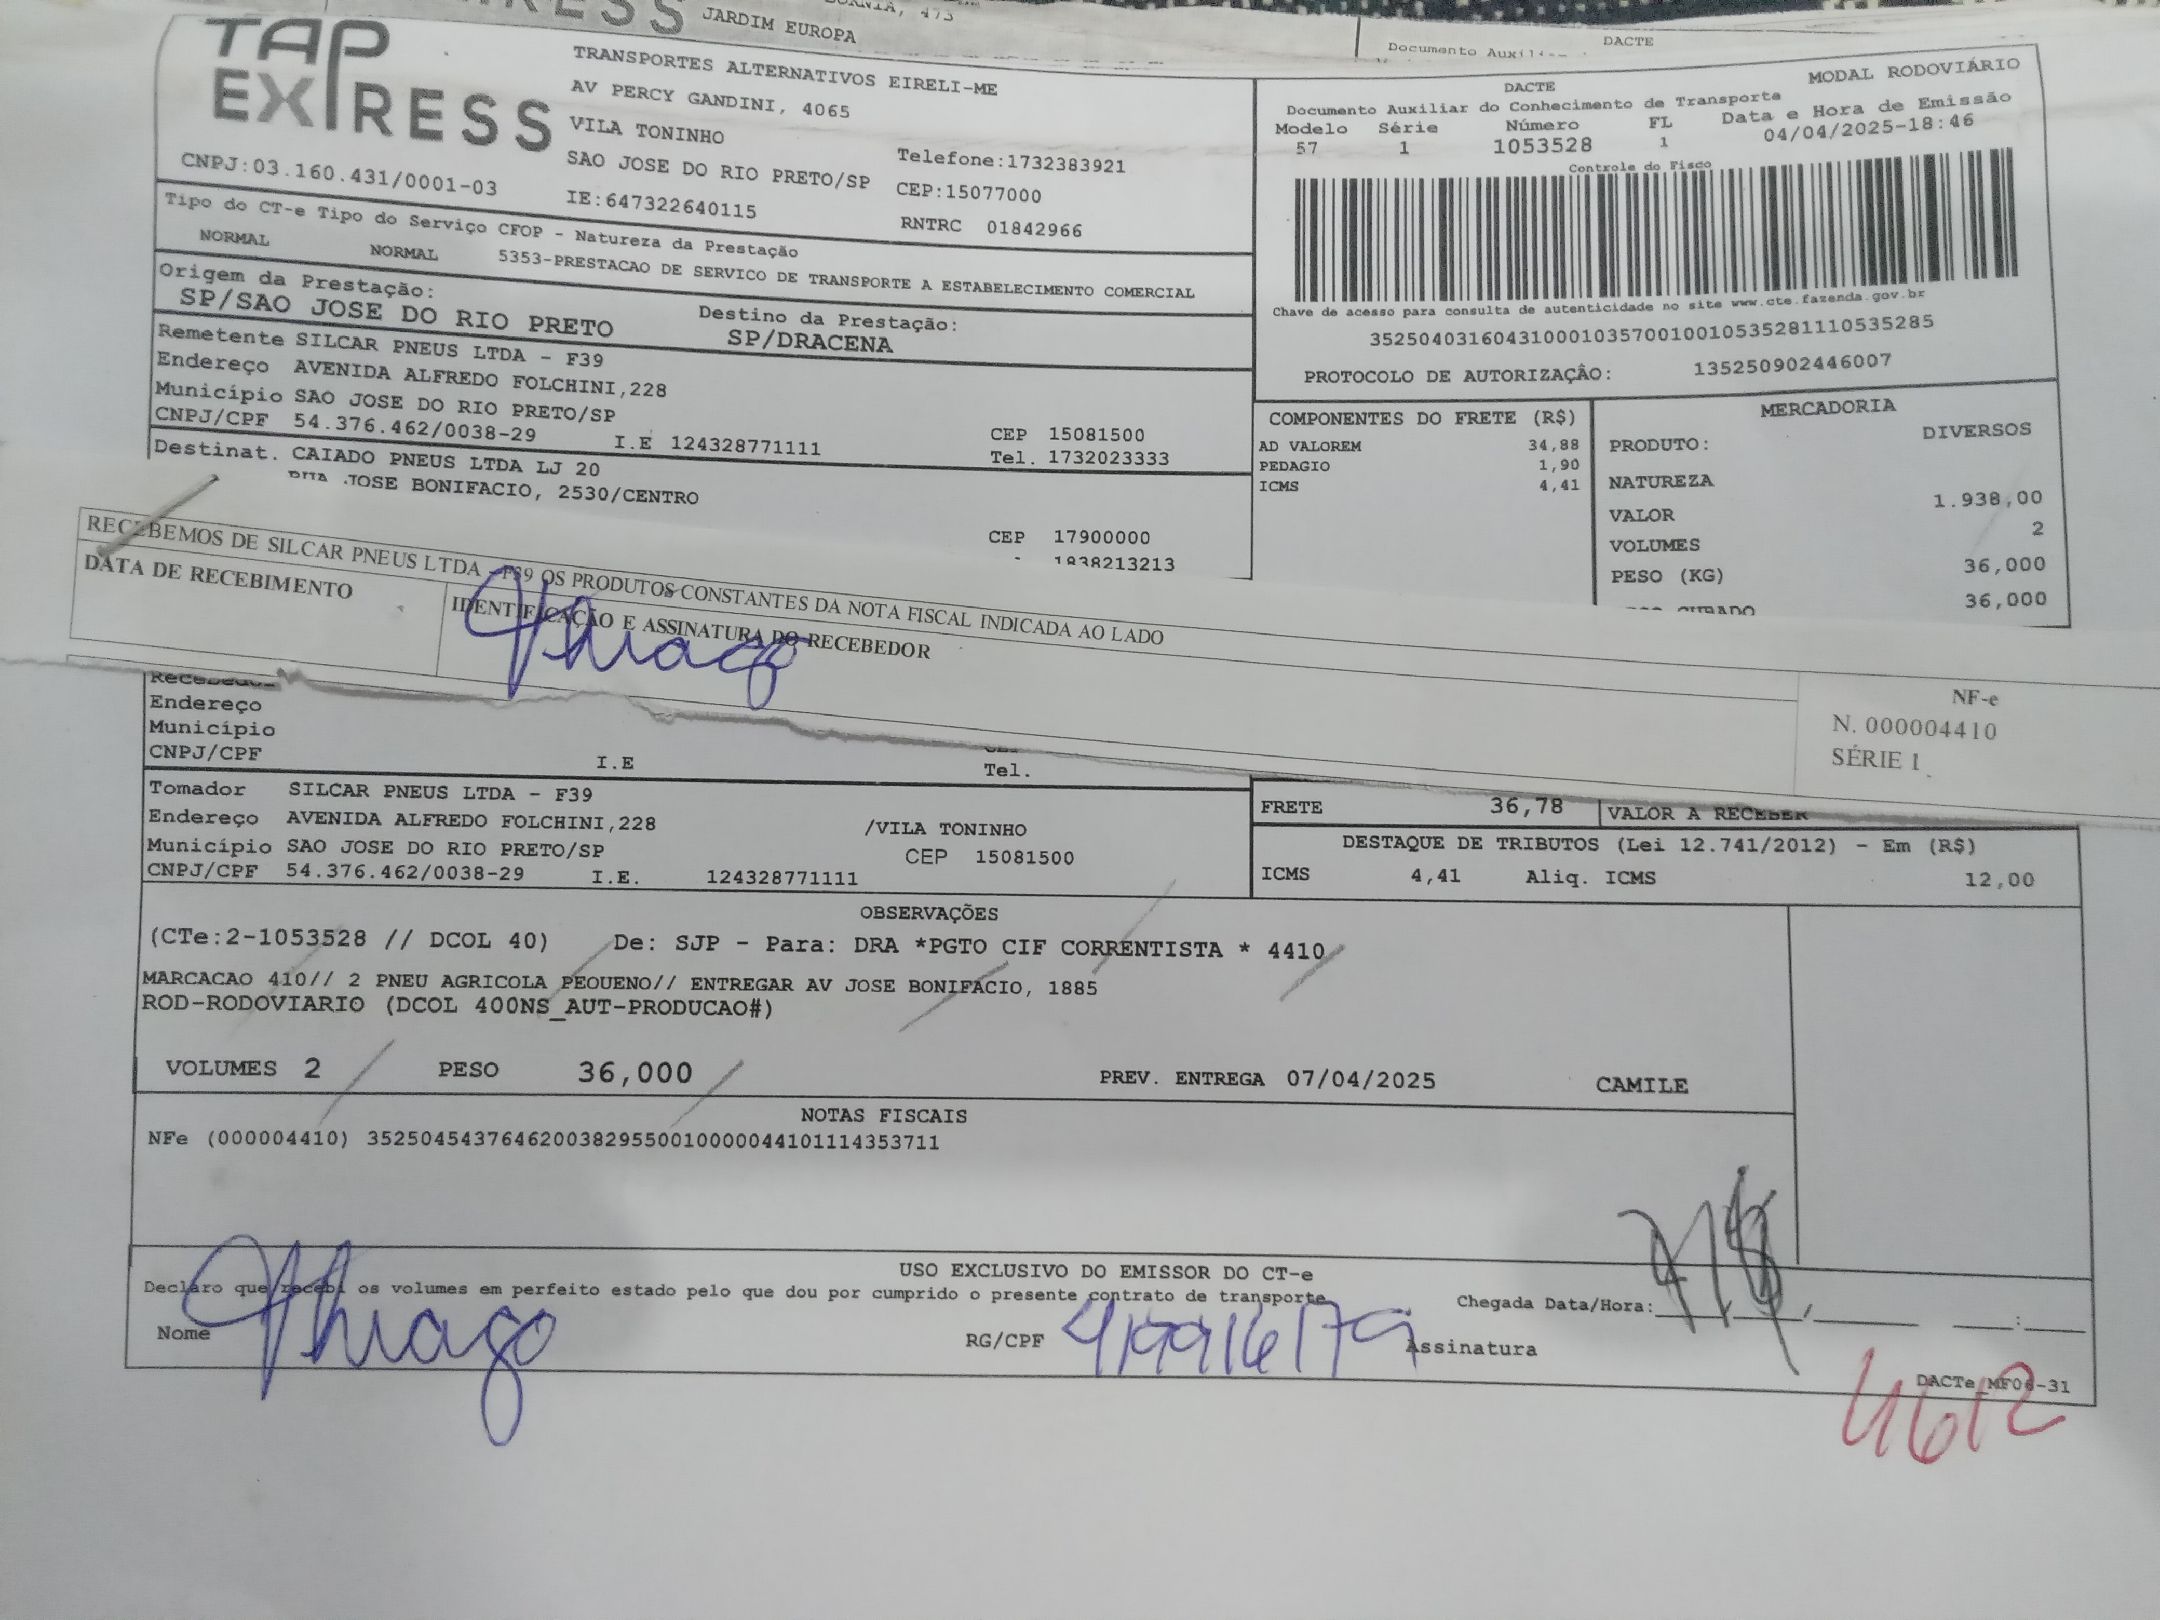 JARDIM EUROPA
DACTE
TAP EXPRESS
CNPJ:03.160.431/0001-03
TRANSPORTES ALTERNATIVOS EIRELI-ME
AV PERCY GANDINI, 4065
VILA TONINHO
SAO JOSE DO RIO PRETO/SP
IE:647322640115
Telefone:1732383921
CEP:15077000
RNTRC 01842966
DACTE MODAL RODOVIÁRIO
Documento Auxiliar do Conhecimento de Transporte
Modelo Série Número FL Data e Hora de Emissão
57 1 1053528 1 04/04/2025-18:46
Controle do Fisco
Chave de acesso para consulta de autenticidade no site www.cte.fazenda.gov.br
35250403160431000103570010010535281110535285
PROTOCOLO DE AUTORIZAÇÂO: 135250902446007
Tipo do CT-e Tipo do Serviço CFOP - Natureza da Prestação
NORMAL NORMAL 5353-PRESTACAO DE SERVICO DE TRANSPORTE A ESTABELECIMENTO COMERCIAL
Origem da Prestação: Destino da Prestação:
SP/SAO JOSE DO RIO PRETO SP/DRACENA
Remetente SILCAR PNEUS LTDA - F39
Endereço AVENIDA ALFREDO FOLCHINI,228
Município SAO JOSE DO RIO PRETO/SP CEP 15081500
CNPJ/CPF 54.376.462/0038-29 I.E 124328771111 Tel. 1732023333
Destinat. CAIADO PNEUS LTDA LJ 20
JOSE BONIFACIO, 2530/CENTRO
CEP 17900000
1838213213
COMPONENTES DO FRETE (R$)
AD VALOREM 34,88
PEDAGIO 1,90
ICMS 4,41
MERCADORIA
PRODUTO: DIVERSOS
NATUREZA
VALOR 1.938,00
VOLUMES 2
PESO (KG) 36,000
36,000
RECEBEMOS DE SILCAR PNEUS LTDA - F39 OS PRODUTOS CONSTANTES DA NOTA FISCAL INDICADA AO LADO
DATA DE RECEBIMENTO IDENTIFICAÇÃO E ASSINATURA DO RECEBEDOR
Thiago
NF-e
N. 000004410
SÉRIE 1
Endereço
Município
CNPJ/CPF I.E Tel.
Tomador SILCAR PNEUS LTDA - F39
Endereço AVENIDA ALFREDO FOLCHINI,228 /VILA TONINHO
Município SAO JOSE DO RIO PRETO/SP CEP 15081500
CNPJ/CPF 54.376.462/0038-29 I.E. 124328771111
FRETE 36,78 VALOR A RECEBER
DESTAQUE DE TRIBUTOS (Lei 12.741/2012) - Em (R$)
ICMS 4,41 Aliq. ICMS 12,00
OBSERVAÇÕES
(CTe:2-1053528 // DCOL 40) De: SJP - Para: DRA *PGTO CIF CORRENTISTA * 4410
MARCACAO 410// 2 PNEU AGRICOLA PEQUENO// ENTREGAR AV JOSE BONIFACIO, 1885
ROD-RODOVIARIO (DCOL 400NS_AUT-PRODUCAO#)
VOLUMES 2 PESO 36,000 PREV. ENTREGA 07/04/2025 CAMILE
NOTAS FISCAIS
NFe (000004410) 35250454376462003829550010000044101114353711
USO EXCLUSIVO DO EMISSOR DO CT-e
Declaro que recebi os volumes em perfeito estado pelo que dou por cumprido o presente contrato de transporte
Chegada Data/Hora:
Nome Thiago RG/CPF Assinatura
DACTe_MF06-31
4612